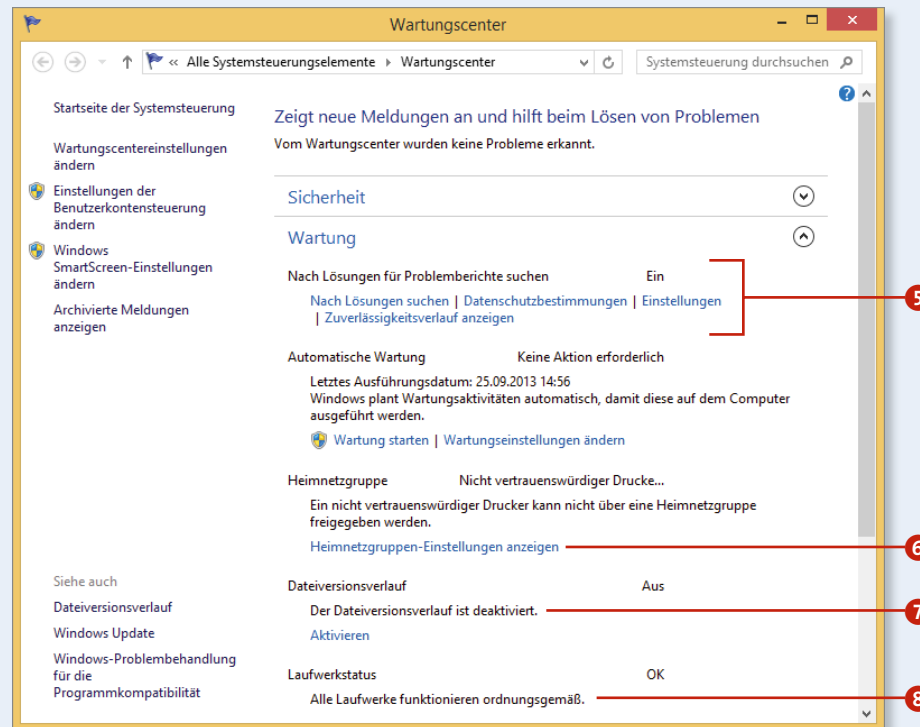 Wartungscenter
« Alle Systemsteuerungselemente ▸ Wartungscenter
Systemsteuerung durchsuchen
Startseite der Systemsteuerung
Wartungscentereinstellungen
ändern
Einstellungen der
Benutzerkontensteuerung
ändern
Windows
SmartScreen-Einstellungen
ändern
Archivierte Meldungen
anzeigen
Siehe auch
Dateiversionsverlauf
Windows Update
Windows-Problembehandlung
für die
Programmkompatibilität
Zeigt neue Meldungen an und hilft beim Lösen von Problemen
Vom Wartungscenter wurden keine Probleme erkannt.
Sicherheit
Wartung
Nach Lösungen für Problemberichte suchen Ein
Nach Lösungen suchen | Datenschutzbestimmungen | Einstellungen
| Zuverlässigkeitsverlauf anzeigen
5
Automatische Wartung Keine Aktion erforderlich
Letztes Ausführungsdatum: 25.09.2013 14:56
Windows plant Wartungsaktivitäten automatisch, damit diese auf dem Computer
ausgeführt werden.
Wartung starten | Wartungseinstellungen ändern
Heimnetzgruppe Nicht vertrauenswürdiger Drucke...
Ein nicht vertrauenswürdiger Drucker kann nicht über eine Heimnetzgruppe
freigegeben werden.
Heimnetzgruppen-Einstellungen anzeigen
6
Dateiversionsverlauf Aus
Der Dateiversionsverlauf ist deaktiviert.
7
Aktivieren
Laufwerkstatus OK
Alle Laufwerke funktionieren ordnungsgemäß.
8